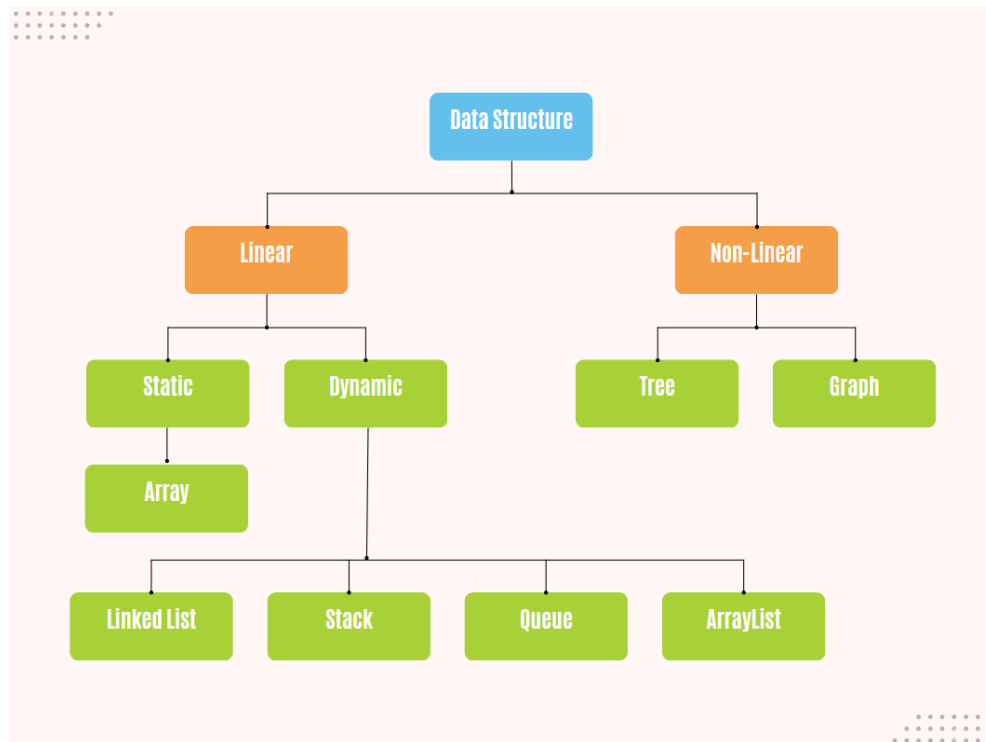 Data Structure
Linear
Non-Linear
Static
Dynamic
Tree
Graph
Array
Linked List
Stack
Queue
ArrayList